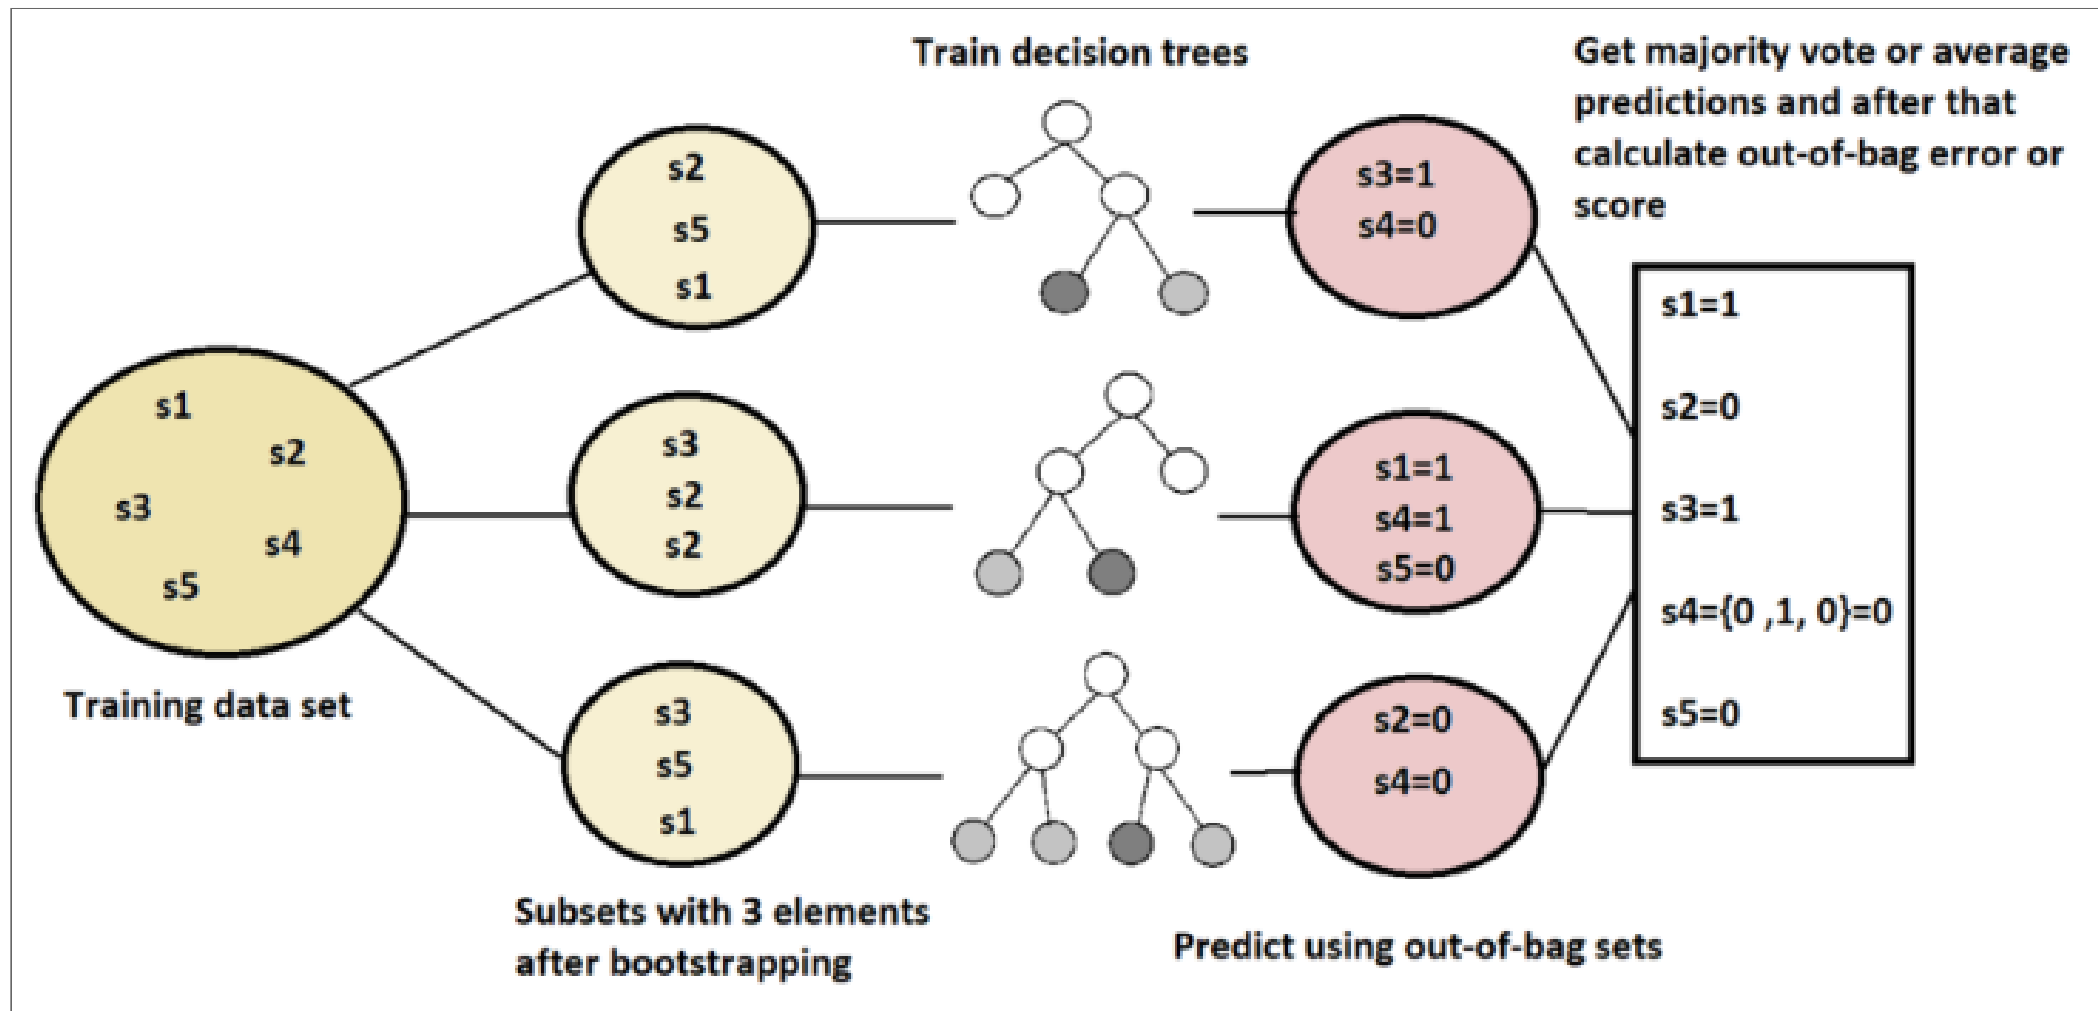 Train decision trees
Get majority vote or average
predictions and after that
calculate out-of-bag error or
score
s1
s2
s3
s4
s5
Training data set
s2
s5
s1
s3
s2
s2
s3
s5
s1
Subsets with 3 elements
after bootstrapping
s3=1
s4=0
s1=1
s4=1
s5=0
s2=0
s4=0
Predict using out-of-bag sets
s1=1
s2=0
s3=1
s4={0 ,1, 0}=0
s5=0